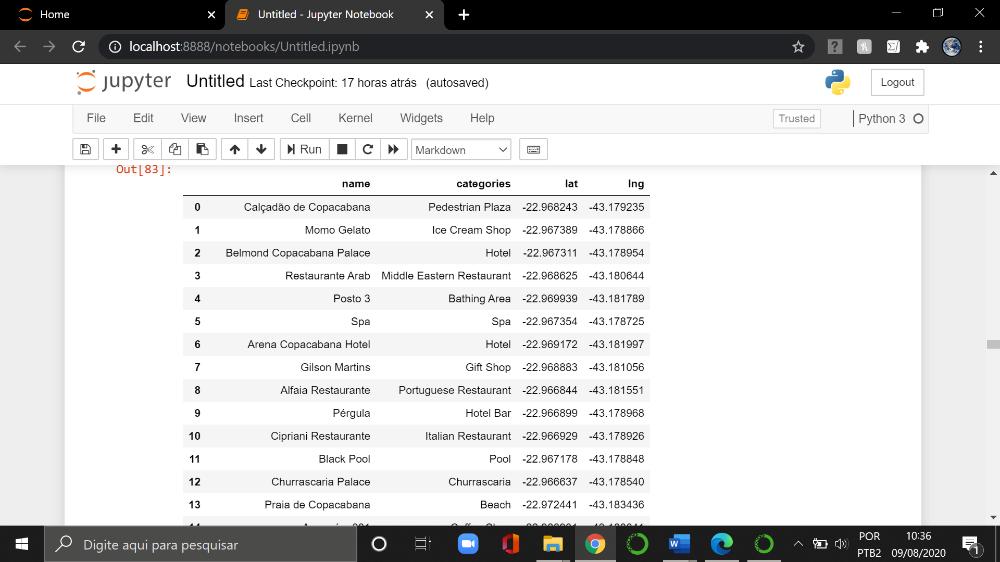 Home
Untitled - Jupyter Notebook
localhost:8888/notebooks/Untitled.ipynb
jupyter Untitled Last Checkpoint: 17 horas atrás (autosaved)
Logout
File Edit View Insert Cell Kernel Widgets Help
Trusted
Python 3
Run
Markdown
Out[83]:
name categories lat lng
0 Calçadão de Copacabana Pedestrian Plaza -22.968243 -43.179235
1 Momo Gelato Ice Cream Shop -22.967389 -43.178866
2 Belmond Copacabana Palace Hotel -22.967311 -43.178954
3 Restaurante Arab Middle Eastern Restaurant -22.968625 -43.180644
4 Posto 3 Bathing Area -22.969939 -43.181789
5 Spa Spa -22.967354 -43.178725
6 Arena Copacabana Hotel Hotel -22.969172 -43.181997
7 Gilson Martins Gift Shop -22.968883 -43.181056
8 Alfaia Restaurante Portuguese Restaurant -22.966844 -43.181551
9 Pérgula Hotel Bar -22.966899 -43.178968
10 Cipriani Restaurante Italian Restaurant -22.966929 -43.178926
11 Black Pool Pool -22.967178 -43.178848
12 Churrascaria Palace Churrascaria -22.966637 -43.178540
13 Praia de Copacabana Beach -22.972441 -43.183436
Digite aqui para pesquisar
POR
PTB2
10:36
09/08/2020
1